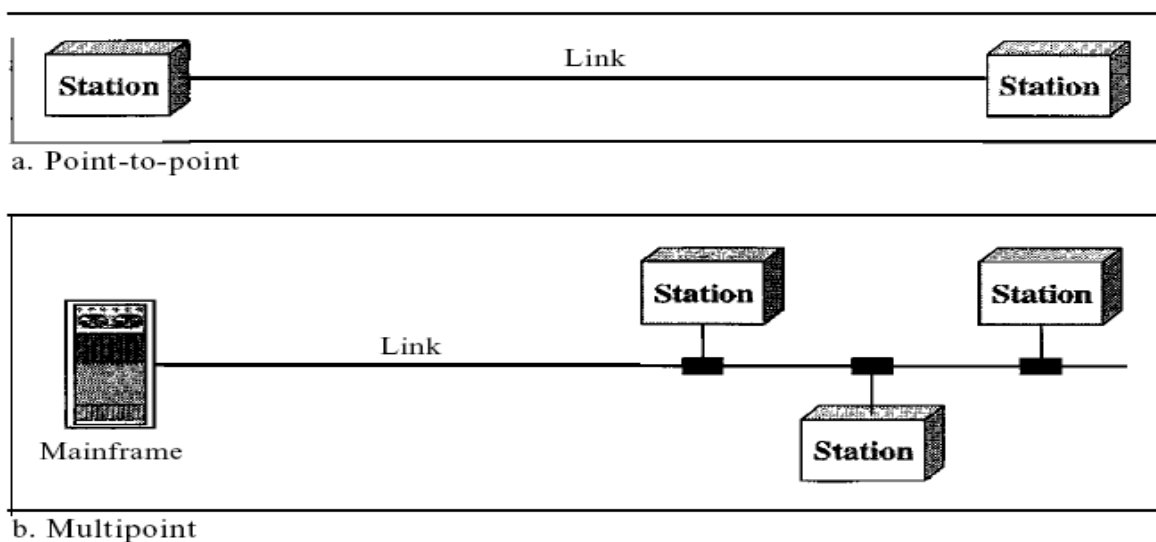 Link
Station
Station
a. Point-to-point
Station
Station
Link
Mainframe
Station
b. Multipoint